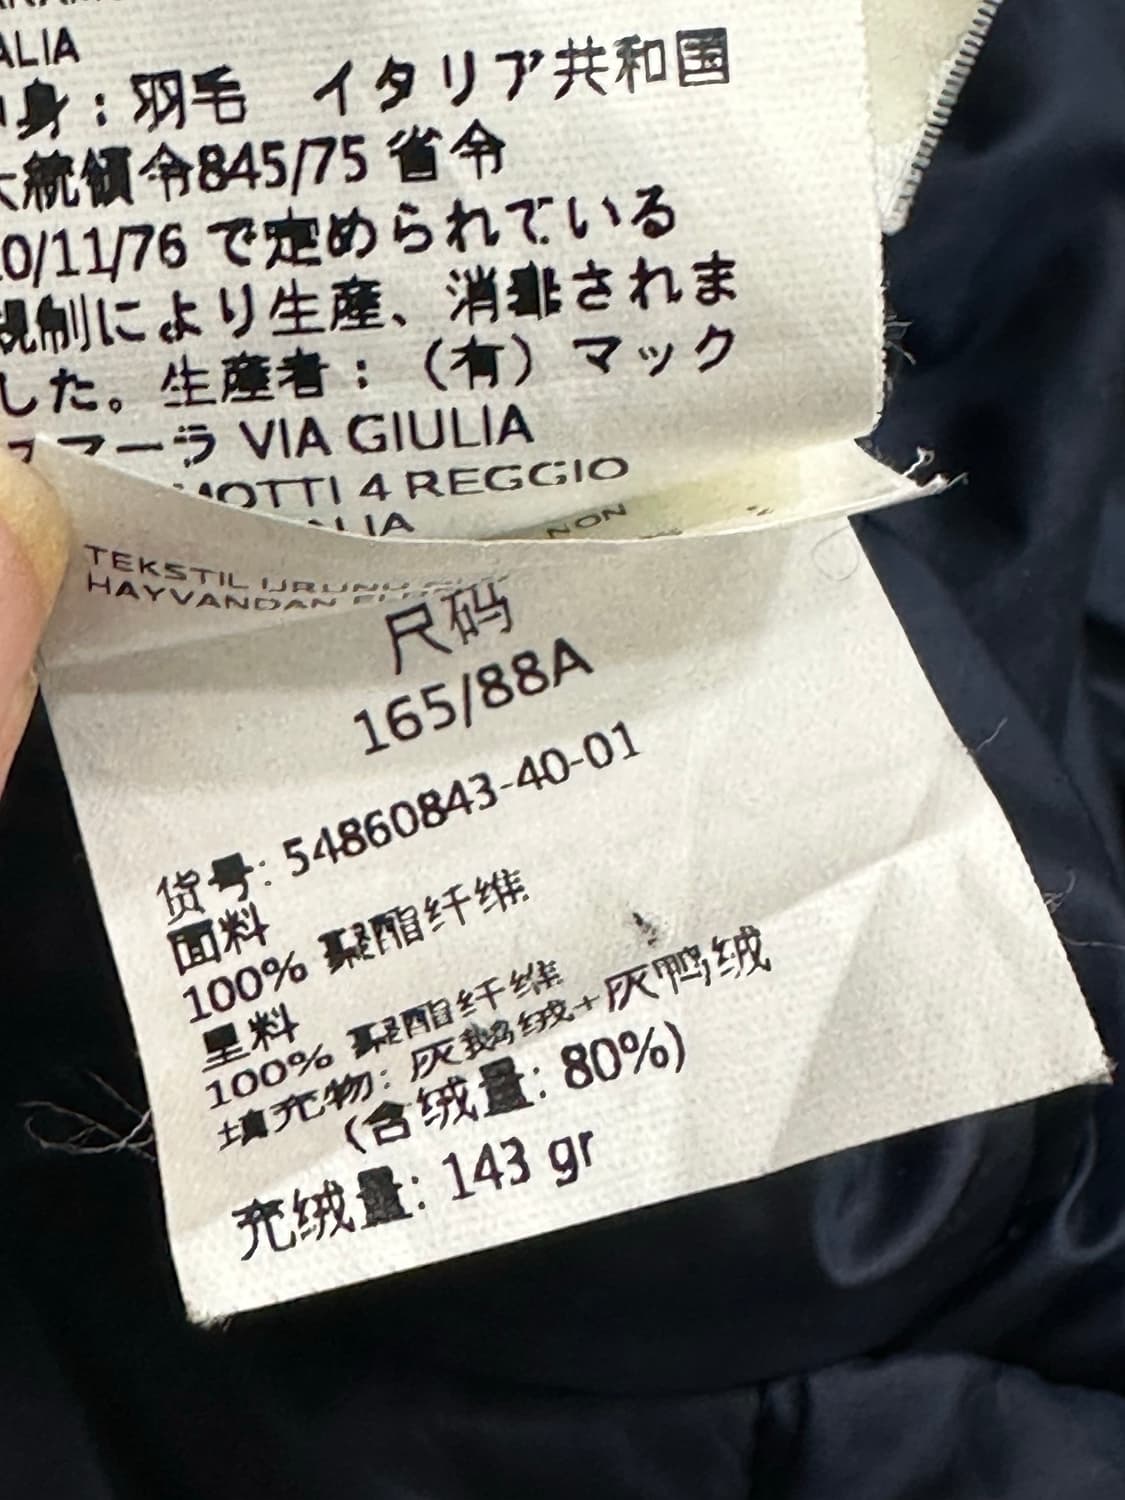 ALIA
身：羽毛 イタリア共和国
統領令845/75 省令
0/11/76 で定められている
規制により生産、消非されま
した。生産者：（有）マック
スマーラ VIA GIULIA
MOTTI 4 REGGIO
ALIA NON
TEKSTIL URUNU
HAYVANDAN
尺码
165/88A
货号: 54860843-40-01
面料
100% 聚酯纤维
里料
100% 聚酯纤维
填充物: 灰鹅绒+灰鸭绒
(含绒量: 80%)
充绒量: 143 gr